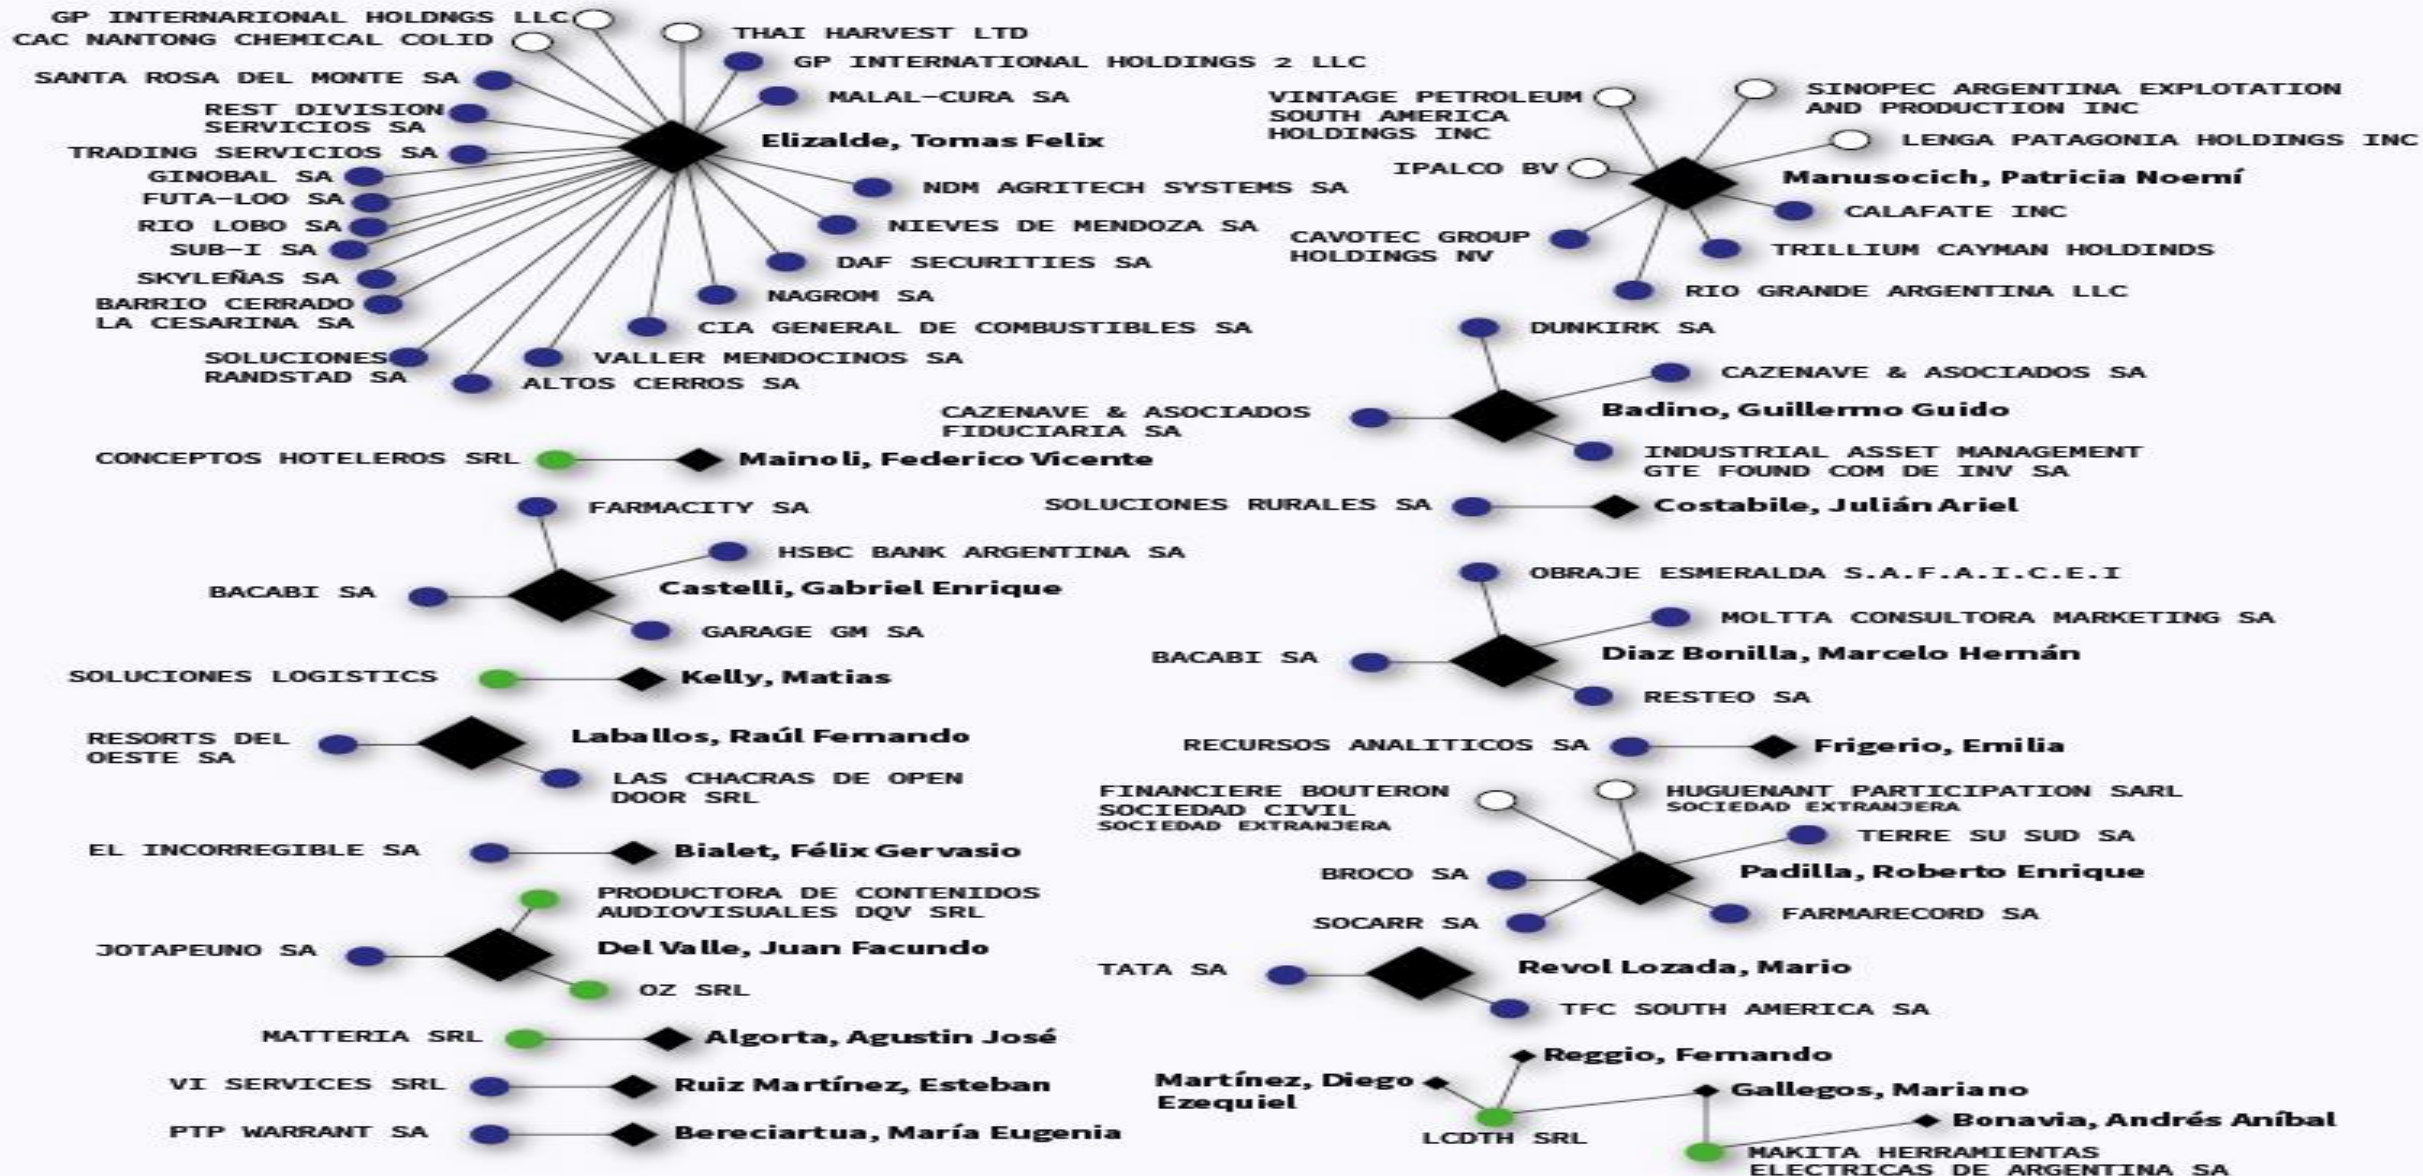 GP INTERNARIONAL HOLDNGS LLC
CAC NANTONG CHEMICAL COLID
THAI HARVEST LTD
GP INTERNATIONAL HOLDINGS 2 LLC
SANTA ROSA DEL MONTE SA
MALAL-CURA SA
REST DIVISION
SERVICIOS SA
Elizalde, Tomas Felix
TRADING SERVICIOS SA
GINOBAL SA
FUTA-LOO SA
RIO LOBO SA
SUB-I SA
SKYLEÑAS SA
BARRIO CERRADO
LA CESARINA SA
SOLUCIONES
RANDSTAD SA
NDM AGRITECH SYSTEMS SA
NIEVES DE MENDOZA SA
DAF SECURITIES SA
NAGROM SA
CIA GENERAL DE COMBUSTIBLES SA
VALLER MENDOCINOS SA
ALTOS CERROS SA
VINTAGE PETROLEUM
SOUTH AMERICA
HOLDINGS INC
SINOPEC ARGENTINA EXPLOTATION
AND PRODUCTION INC
LENGA PATAGONIA HOLDINGS INC
IPALCO BV
Manusocich, Patricia Noemí
CALAFATE INC
CAVOTEC GROUP
HOLDINGS NV
TRILLIUM CAYMAN HOLDINDS
RIO GRANDE ARGENTINA LLC
DUNKIRK SA
CAZENAVE & ASOCIADOS SA
CAZENAVE & ASOCIADOS
FIDUCIARIA SA
Badino, Guillermo Guido
INDUSTRIAL ASSET MANAGEMENT
GTE FOUND COM DE INV SA
CONCEPTOS HOTELEROS SRL
Mainoli, Federico Vicente
SOLUCIONES RURALES SA
Costabile, Julián Ariel
FARMACITY SA
HSBC BANK ARGENTINA SA
BACABI SA
Castelli, Gabriel Enrique
GARAGE GM SA
OBRAJE ESMERALDA S.A.F.A.I.C.E.I
MOLTTA CONSULTORA MARKETING SA
BACABI SA
Diaz Bonilla, Marcelo Hernán
RESTEO SA
SOLUCIONES LOGISTICS
Kelly, Matias
RESORTS DEL
OESTE SA
Laballos, Raúl Fernando
LAS CHACRAS DE OPEN
DOOR SRL
RECURSOS ANALITICOS SA
Frigerio, Emilia
FINANCIERE BOUTERON
SOCIEDAD CIVIL
SOCIEDAD EXTRANJERA
HUGUENANT PARTICIPATION SARL
SOCIEDAD EXTRANJERA
TERRE SU SUD SA
BROCO SA
Padilla, Roberto Enrique
SOCARR SA
FARMARECORD SA
EL INCORREGIBLE SA
Bialet, Félix Gervasio
PRODUCTORA DE CONTENIDOS
AUDIOVISUALES DQV SRL
JOTAPEUNO SA
Del Valle, Juan Facundo
OZ SRL
TATA SA
Revol Lozada, Mario
TFC SOUTH AMERICA SA
MATTERIA SRL
Algorta, Agustin José
VI SERVICES SRL
Ruiz Martínez, Esteban
PTP WARRANT SA
Bereciartua, María Eugenia
Reggio, Fernando
Martínez, Diego
Ezequiel
Gallegos, Mariano
Bonavia, Andrés Aníbal
LCDTH SRL
MAKITA HERRAMIENTAS
ELECTRICAS DE ARGENTINA SA